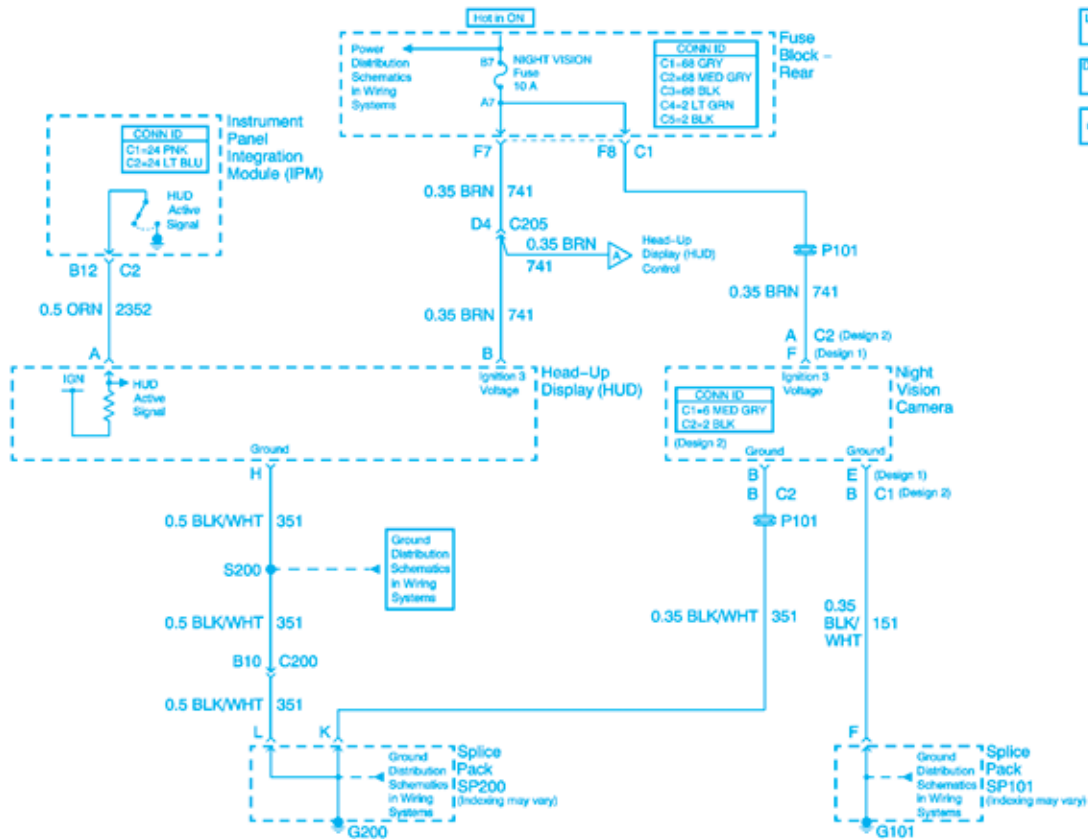 Hot in ON
Power
Distribution
Schematics
in Wiring
Systems
B7
NIGHT VISION
Fuse
10 A
A7
CONN ID
C1=68 GRY
C2=68 MED GRY
C3=68 BLK
C4=2 LT GRN
C5=2 BLK
Fuse
Block –
Rear
CONN ID
C1=24 PNK
C2=24 LT BLU
Instrument
Panel
Integration
Module (IPM)
HUD
Active
Signal
F7
F8 C1
0.35 BRN 741
D4 C205
0.35 BRN
741
A
Head–Up
Display (HUD)
Control
P101
B12 C2
0.5 ORN 2352
0.35 BRN 741
0.35 BRN 741
A
B
A C2 (Design 2)
F (Design 1)
IGN
HUD
Active
Signal
Ignition 3
Voltage
Head–Up
Display (HUD)
Ground
CONN ID
C1=6 MED GRY
C2=2 BLK
(Design 2)
Ignition 3
Voltage
Night
Vision
Camera
Ground
Ground
H
B
B C2
E (Design 1)
B C1 (Design 2)
P101
0.5 BLK/WHT 351
S200
Ground
Distribution
Schematics
in Wiring
Systems
0.5 BLK/WHT 351
0.35 BLK/WHT 351
0.35
BLK/
WHT
151
B10 C200
0.5 BLK/WHT 351
L
K
F
Ground
Distribution
Schematics
in Wiring
Systems
Splice
Pack
SP200
(Indexing may vary)
G200
Ground
Distribution
Schematics
in Wiring
Systems
Splice
Pack
SP101
(Indexing may vary)
G101